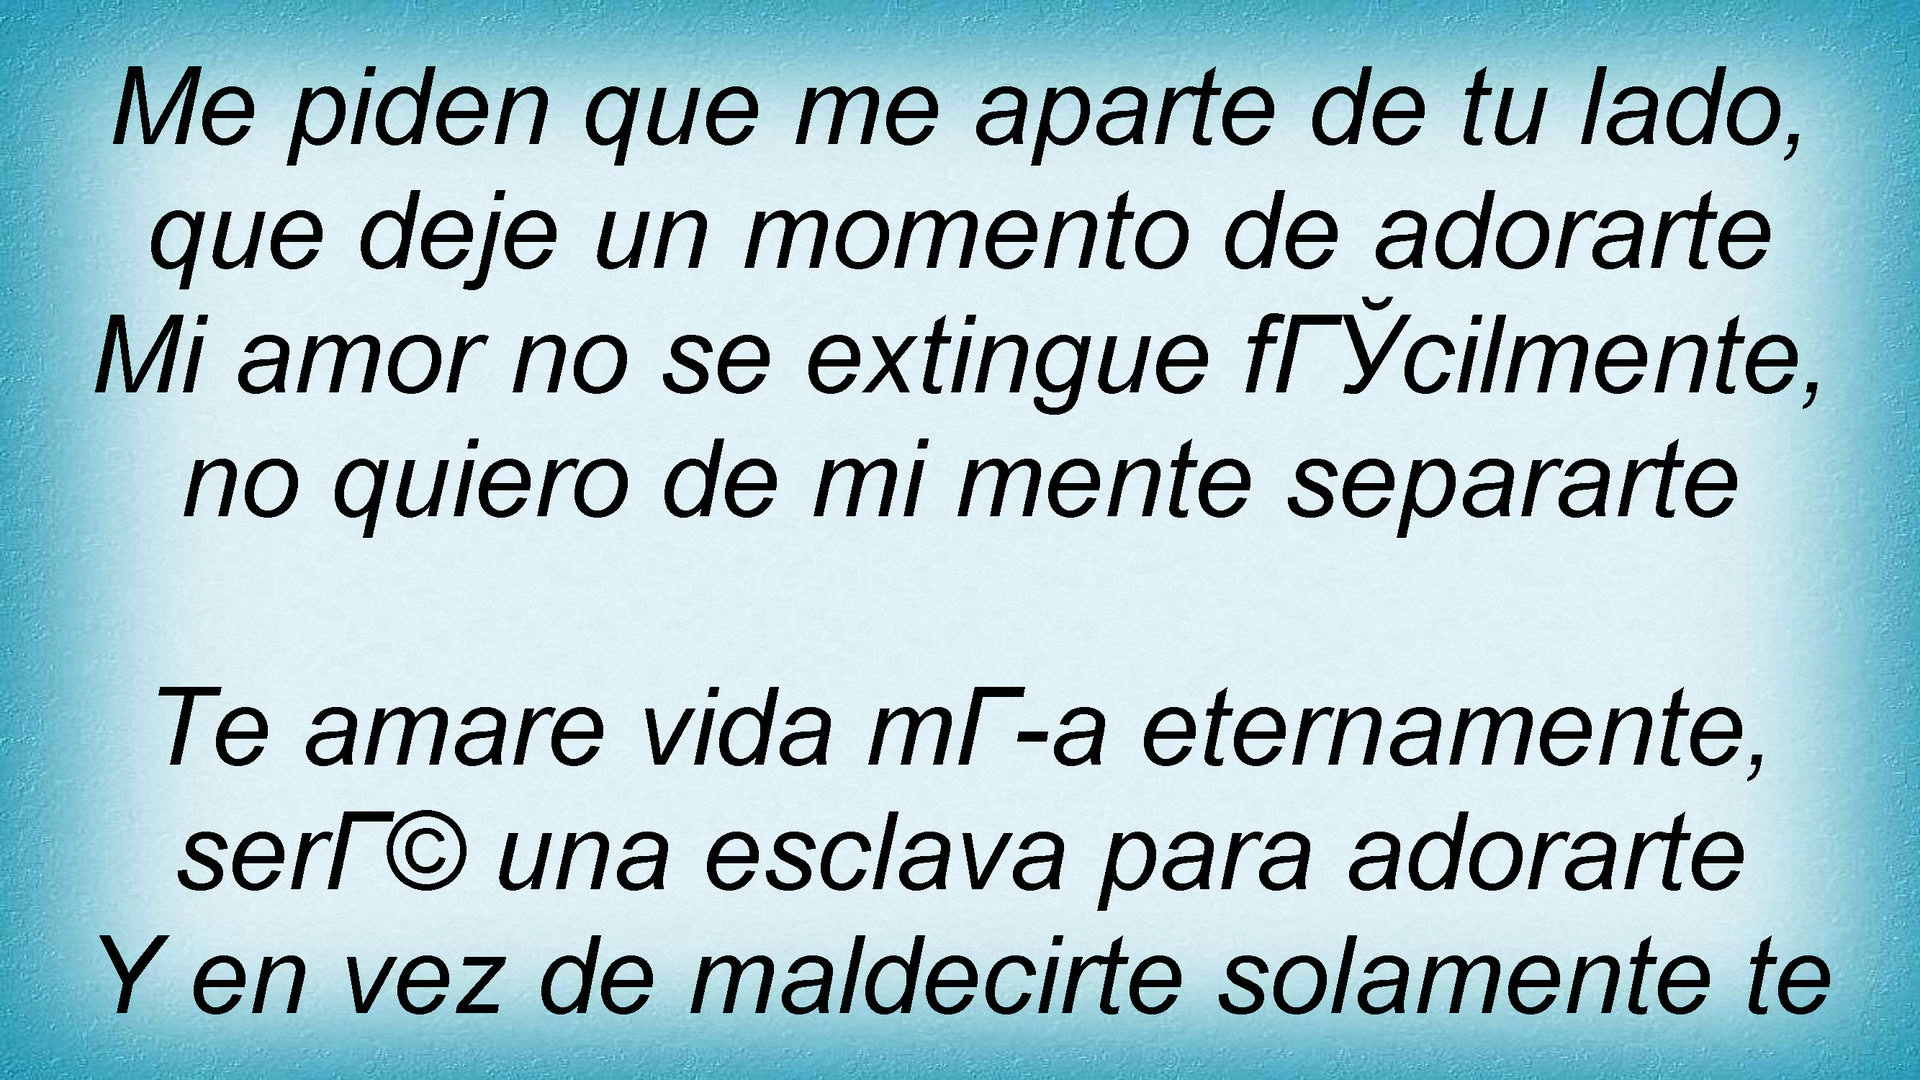 Me piden que me aparte de tu lado,
que deje un momento de adorarte
Mi amor no se extingue fГЎcilmente,
no quiero de mi mente separarte
Te amare vida mГ-a eternamente,
serГ© una esclava para adorarte
Y en vez de maldecirte solamente te